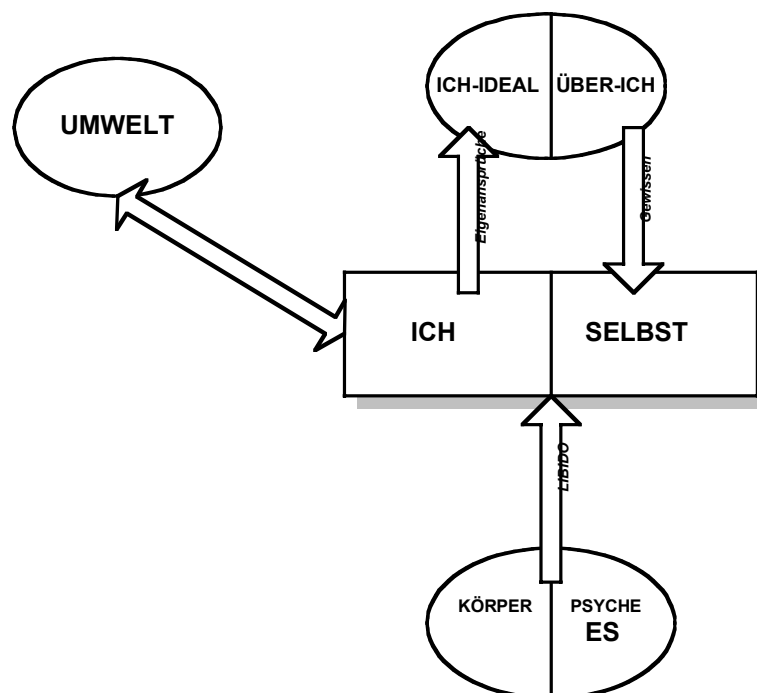 ICH-IDEAL
ÜBER-ICH
UMWELT
Eigenansprüche
Gewissen
ICH
SELBST
LIBIDO
KÖRPER
PSYCHE
ES